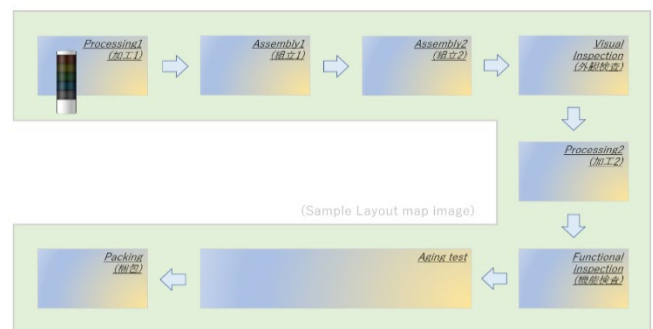 Processing1
(加工1)
Assembly1
(組立1)
Assembly2
(組立2)
Visual
Inspection
(外観検査)
Processing2
(加工2)
(Sample Layout map image)
Functional
inspection
(機能検査)
Aging test
Packing
(梱包)